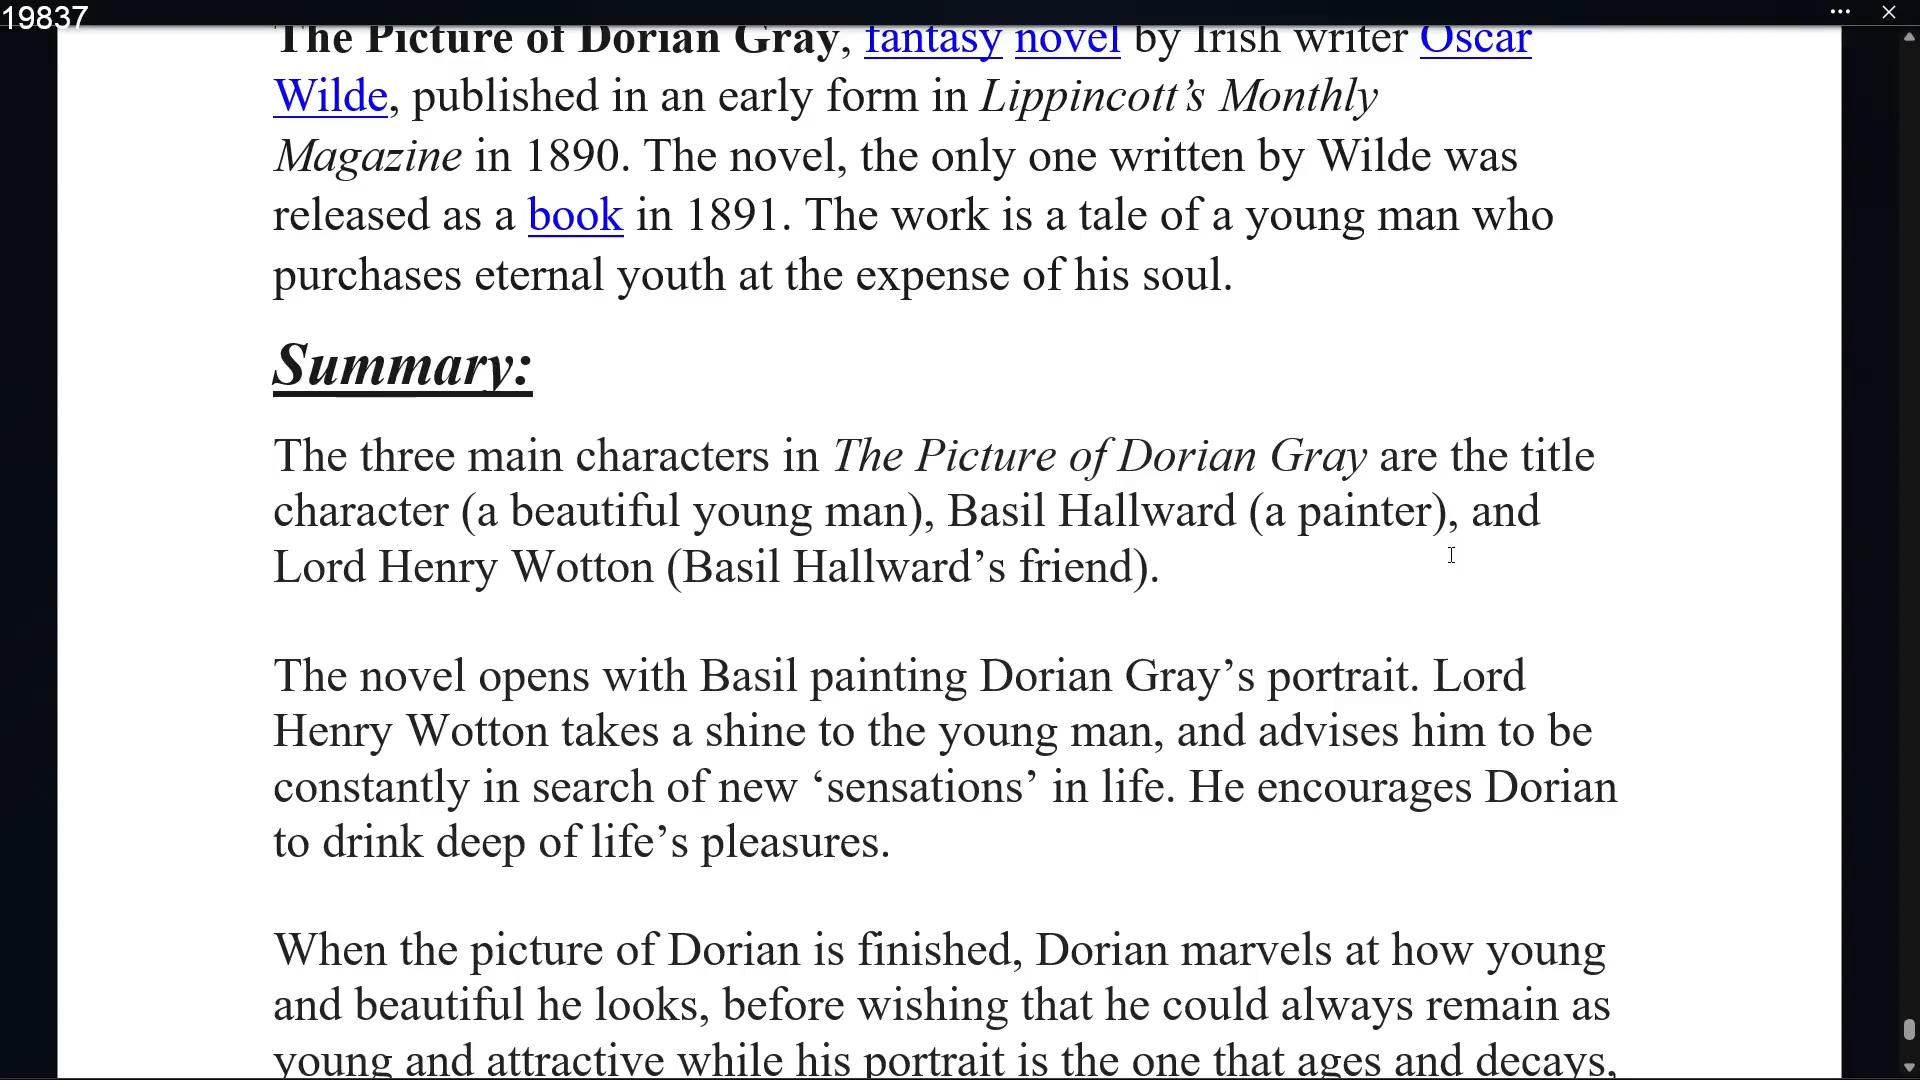 19837
The Picture of Dorian Gray, fantasy novel by Irish writer Oscar
Wilde, published in an early form in Lippincott’s Monthly
Magazine in 1890. The novel, the only one written by Wilde was
released as a book in 1891. The work is a tale of a young man who
purchases eternal youth at the expense of his soul.
Summary:
The three main characters in The Picture of Dorian Gray are the title
character (a beautiful young man), Basil Hallward (a painter), and
Lord Henry Wotton (Basil Hallward’s friend).
The novel opens with Basil painting Dorian Gray’s portrait. Lord
Henry Wotton takes a shine to the young man, and advises him to be
constantly in search of new ‘sensations’ in life. He encourages Dorian
to drink deep of life’s pleasures.
When the picture of Dorian is finished, Dorian marvels at how young
and beautiful he looks, before wishing that he could always remain as
young and attractive while his portrait is the one that ages and decays,